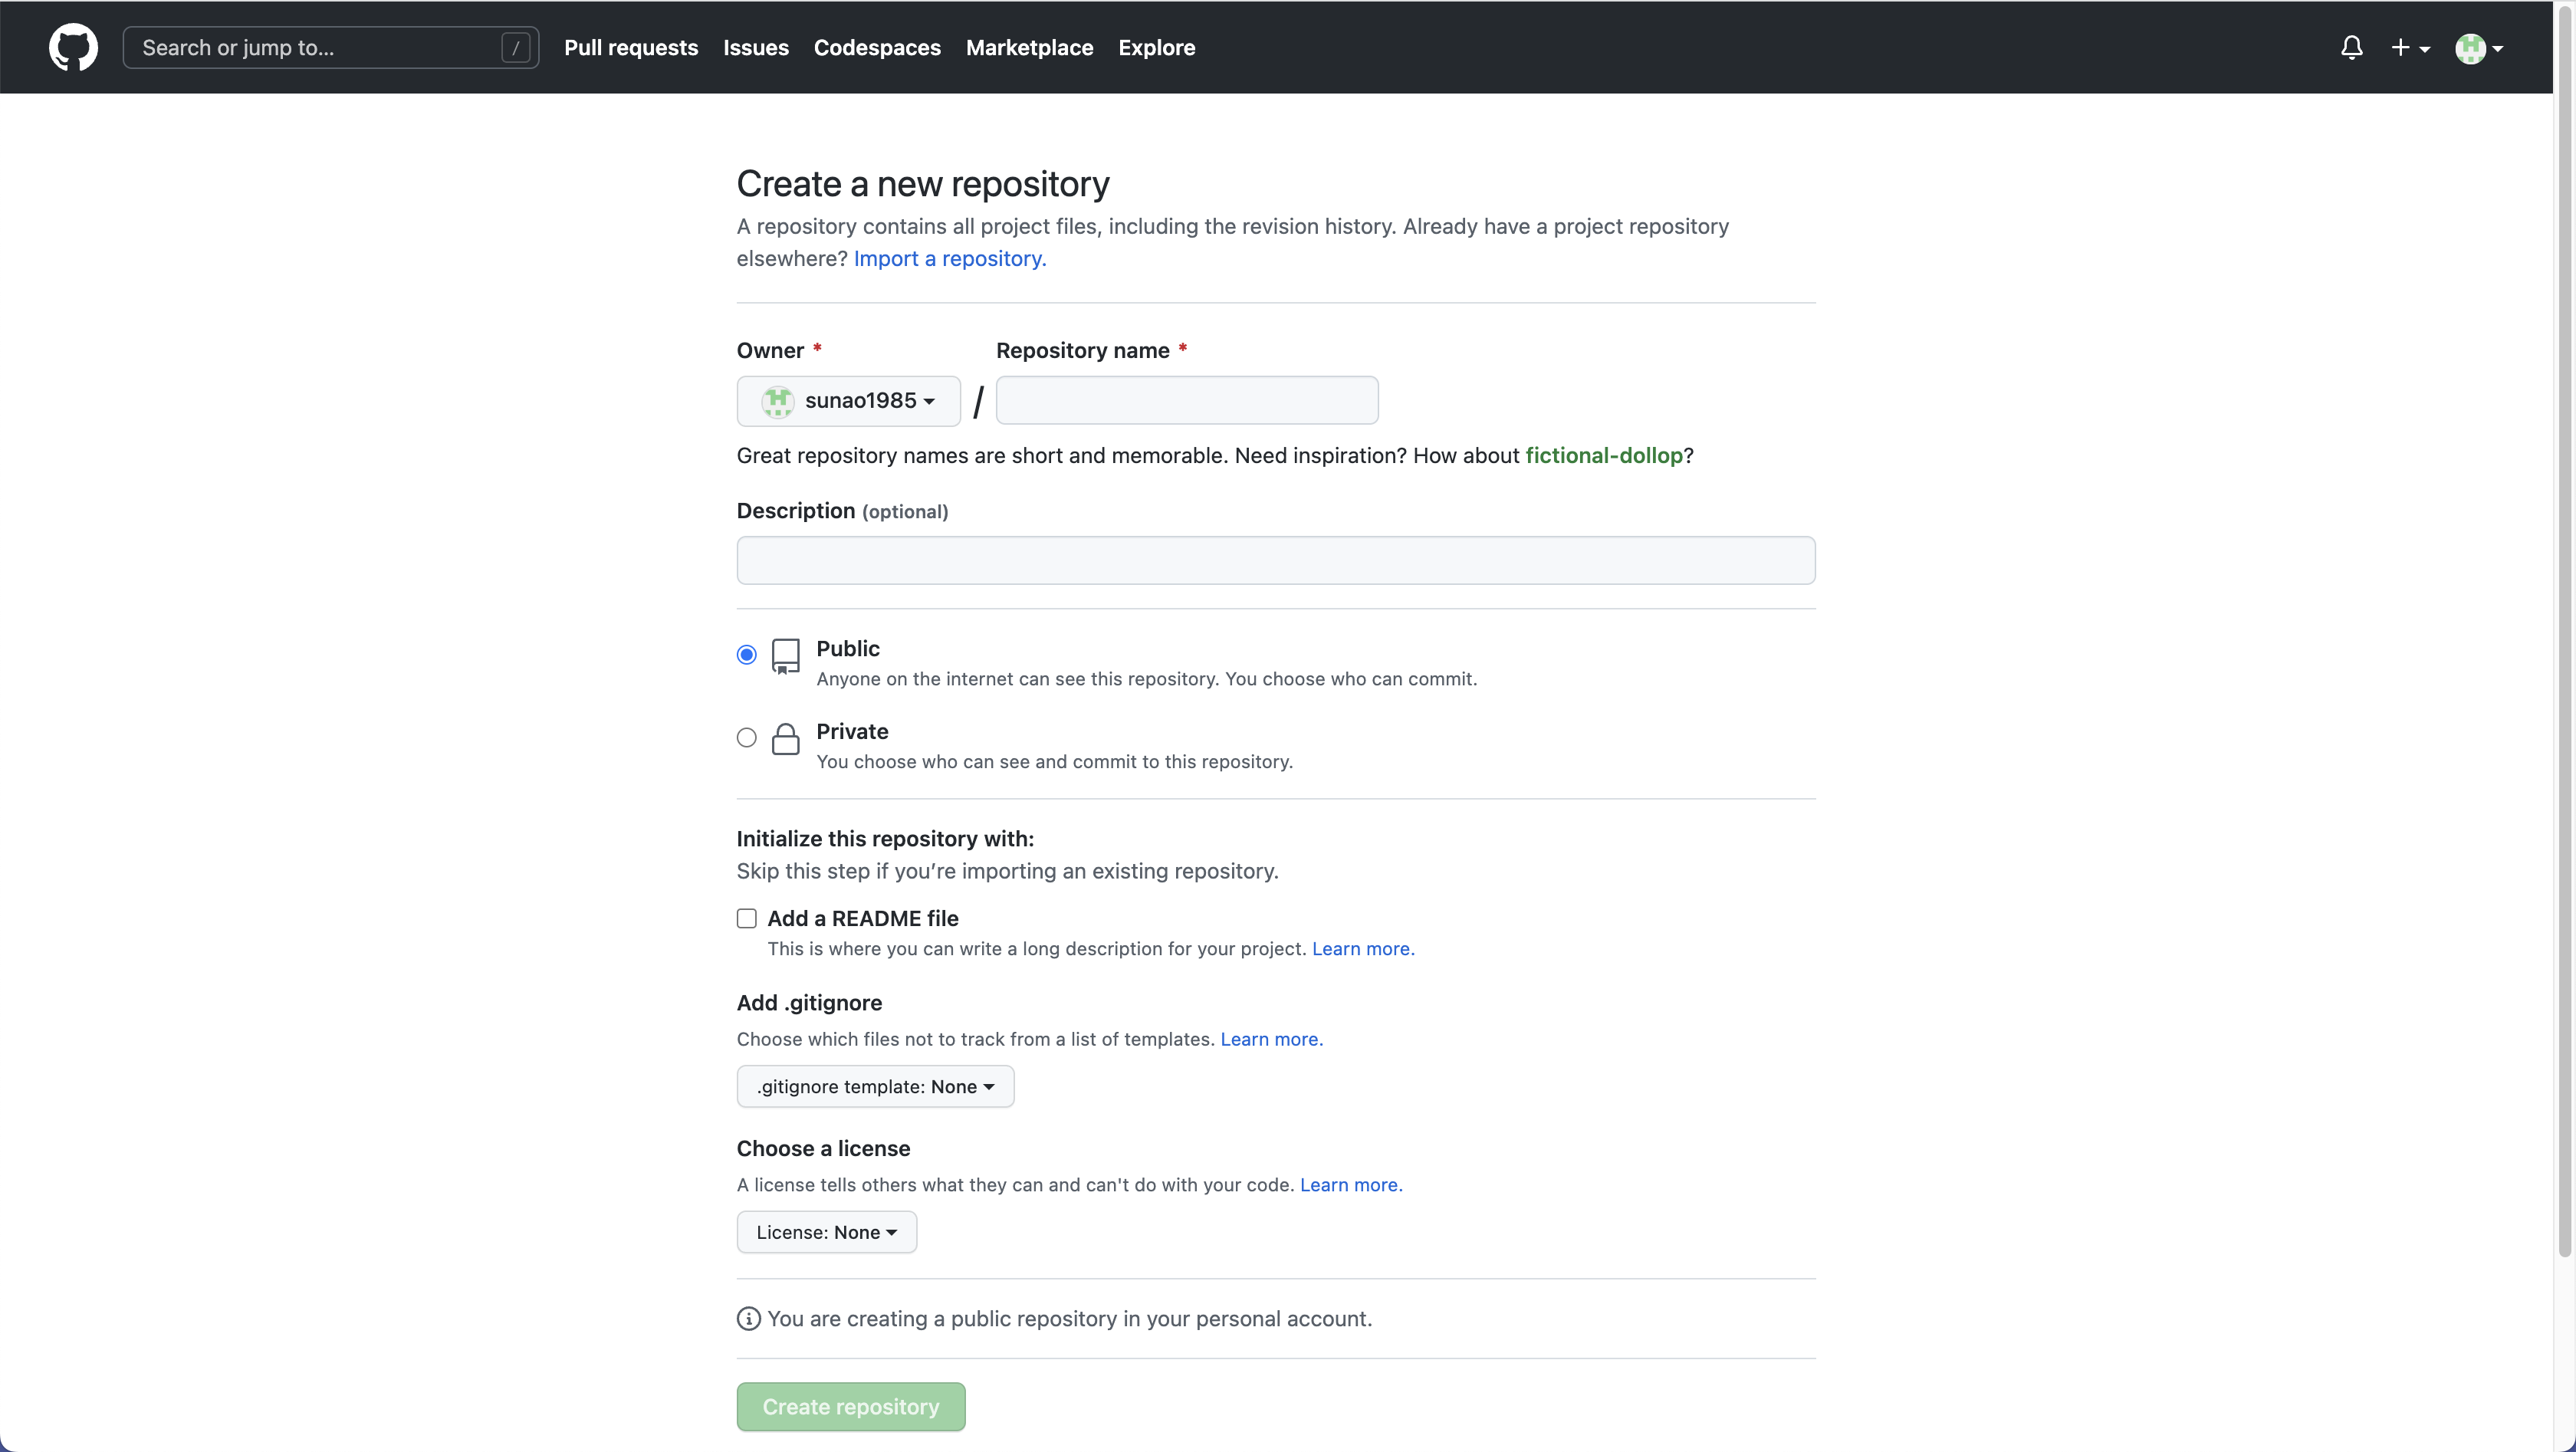 Search or jump to... /
Pull requests Issues Codespaces Marketplace Explore
Create a new repository
A repository contains all project files, including the revision history. Already have a project repository
elsewhere? Import a repository.
Owner * Repository name *
sunao1985 /
Great repository names are short and memorable. Need inspiration? How about fictional-dollop?
Description (optional)
Public
Anyone on the internet can see this repository. You choose who can commit.
Private
You choose who can see and commit to this repository.
Initialize this repository with:
Skip this step if you’re importing an existing repository.
Add a README file
This is where you can write a long description for your project. Learn more.
Add .gitignore
Choose which files not to track from a list of templates. Learn more.
.gitignore template: None
Choose a license
A license tells others what they can and can't do with your code. Learn more.
License: None
You are creating a public repository in your personal account.
Create repository